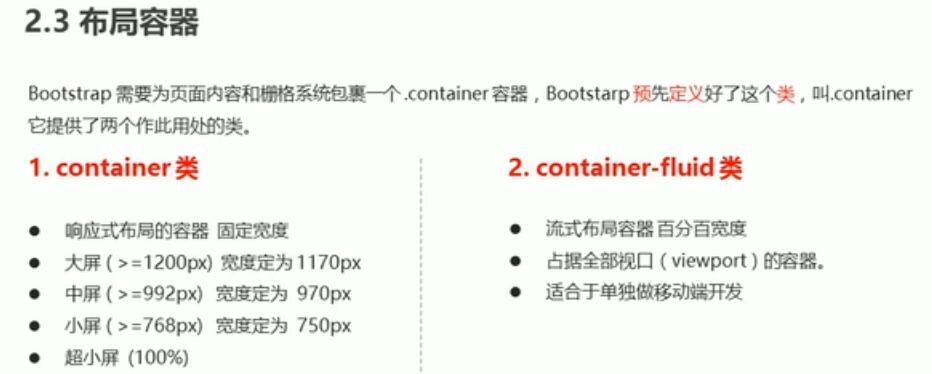 2.3 布局容器
Bootstrap 需要为页面内容和栅格系统包裹一个 .container 容器，Bootstarp 预先定义好了这个类，叫.container
它提供了两个作此用处的类。
1. container 类
● 响应式布局的容器 固定宽度
● 大屏 ( >=1200px) 宽度定为 1170px
● 中屏 ( >=992px) 宽度定为 970px
● 小屏 ( >=768px) 宽度定为 750px
● 超小屏 (100%)
2. container-fluid 类
● 流式布局容器 百分百宽度
● 占据全部视口（viewport）的容器。
● 适合于单独做移动端开发